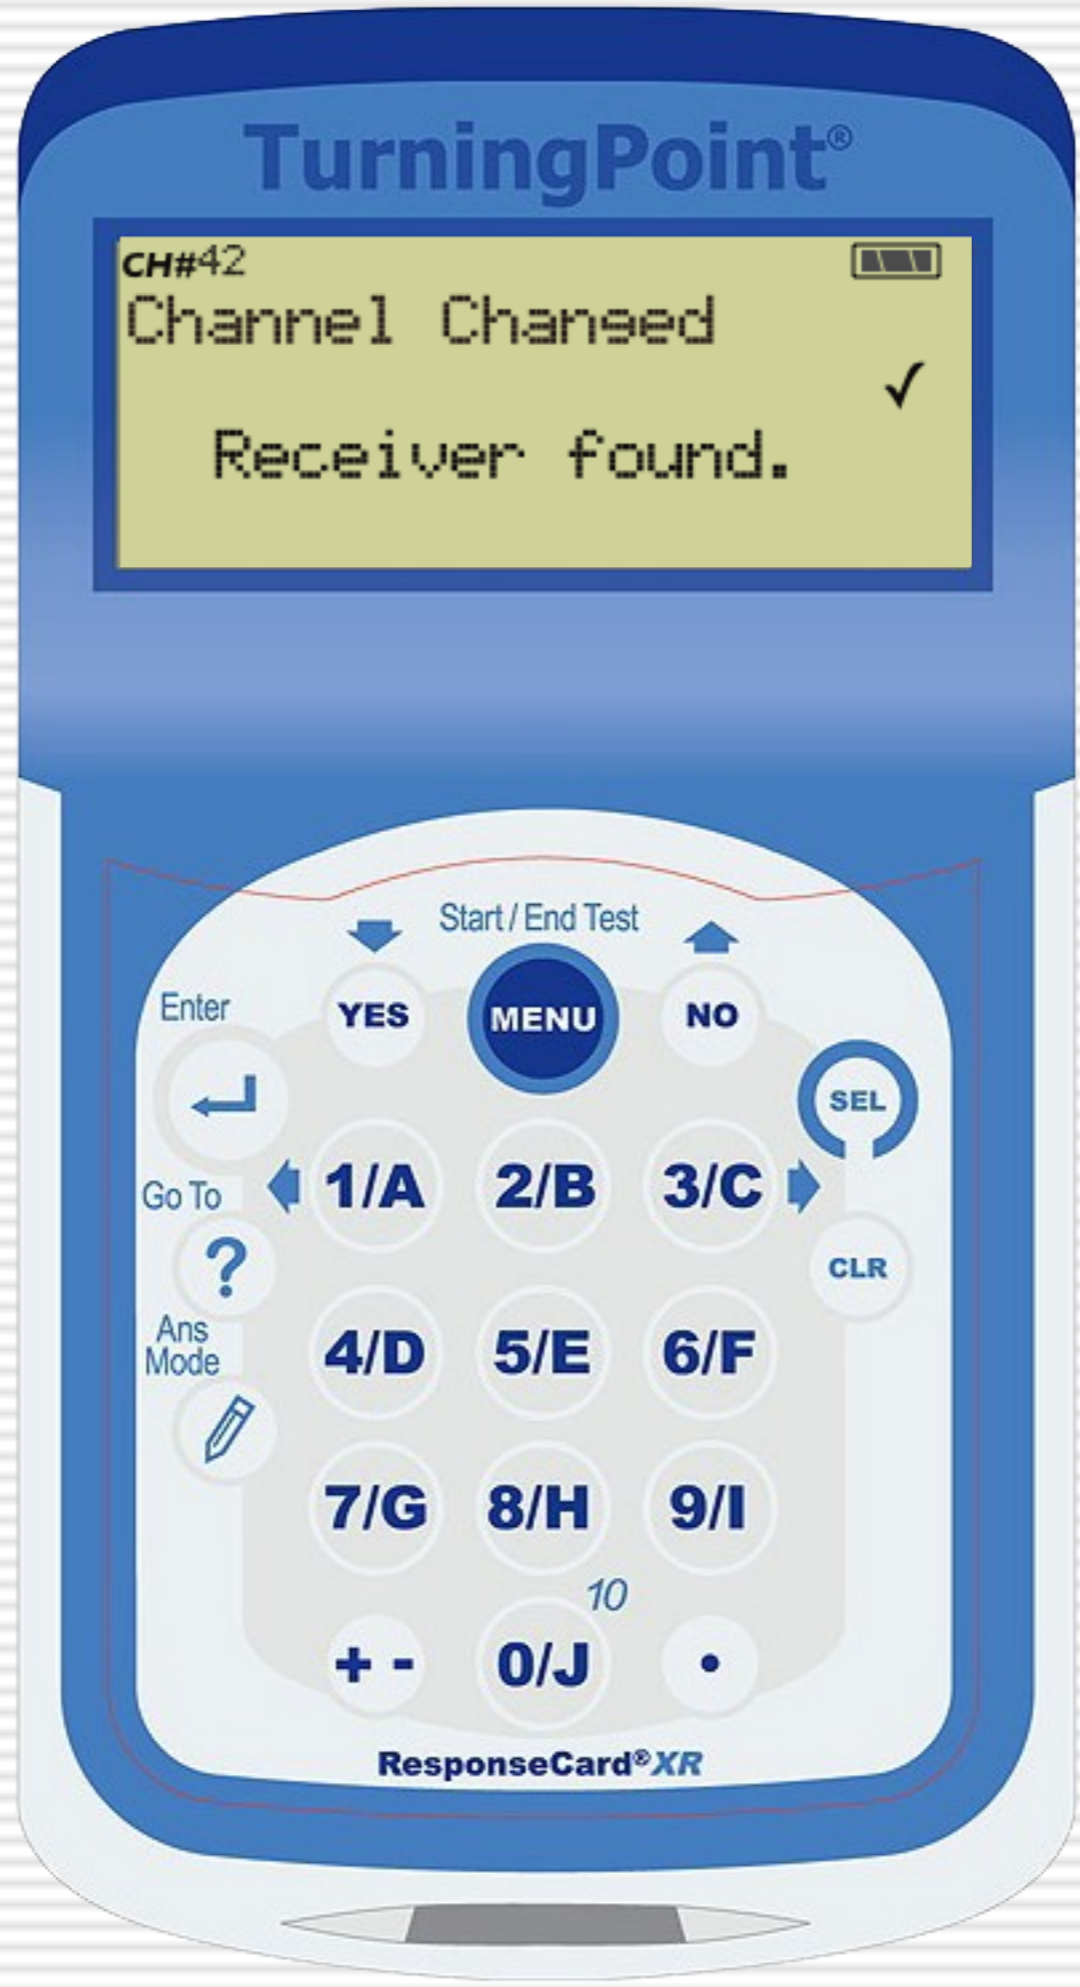 TurningPoint®
CH#42
Channel Changed
✓
Receiver found.
Start / End Test
Enter
YES MENU NO
SEL
Go To
1/A 2/B 3/C
?
CLR
Ans
Mode
4/D 5/E 6/F
7/G 8/H 9/I
10
+ - 0/J •
ResponseCard® XR